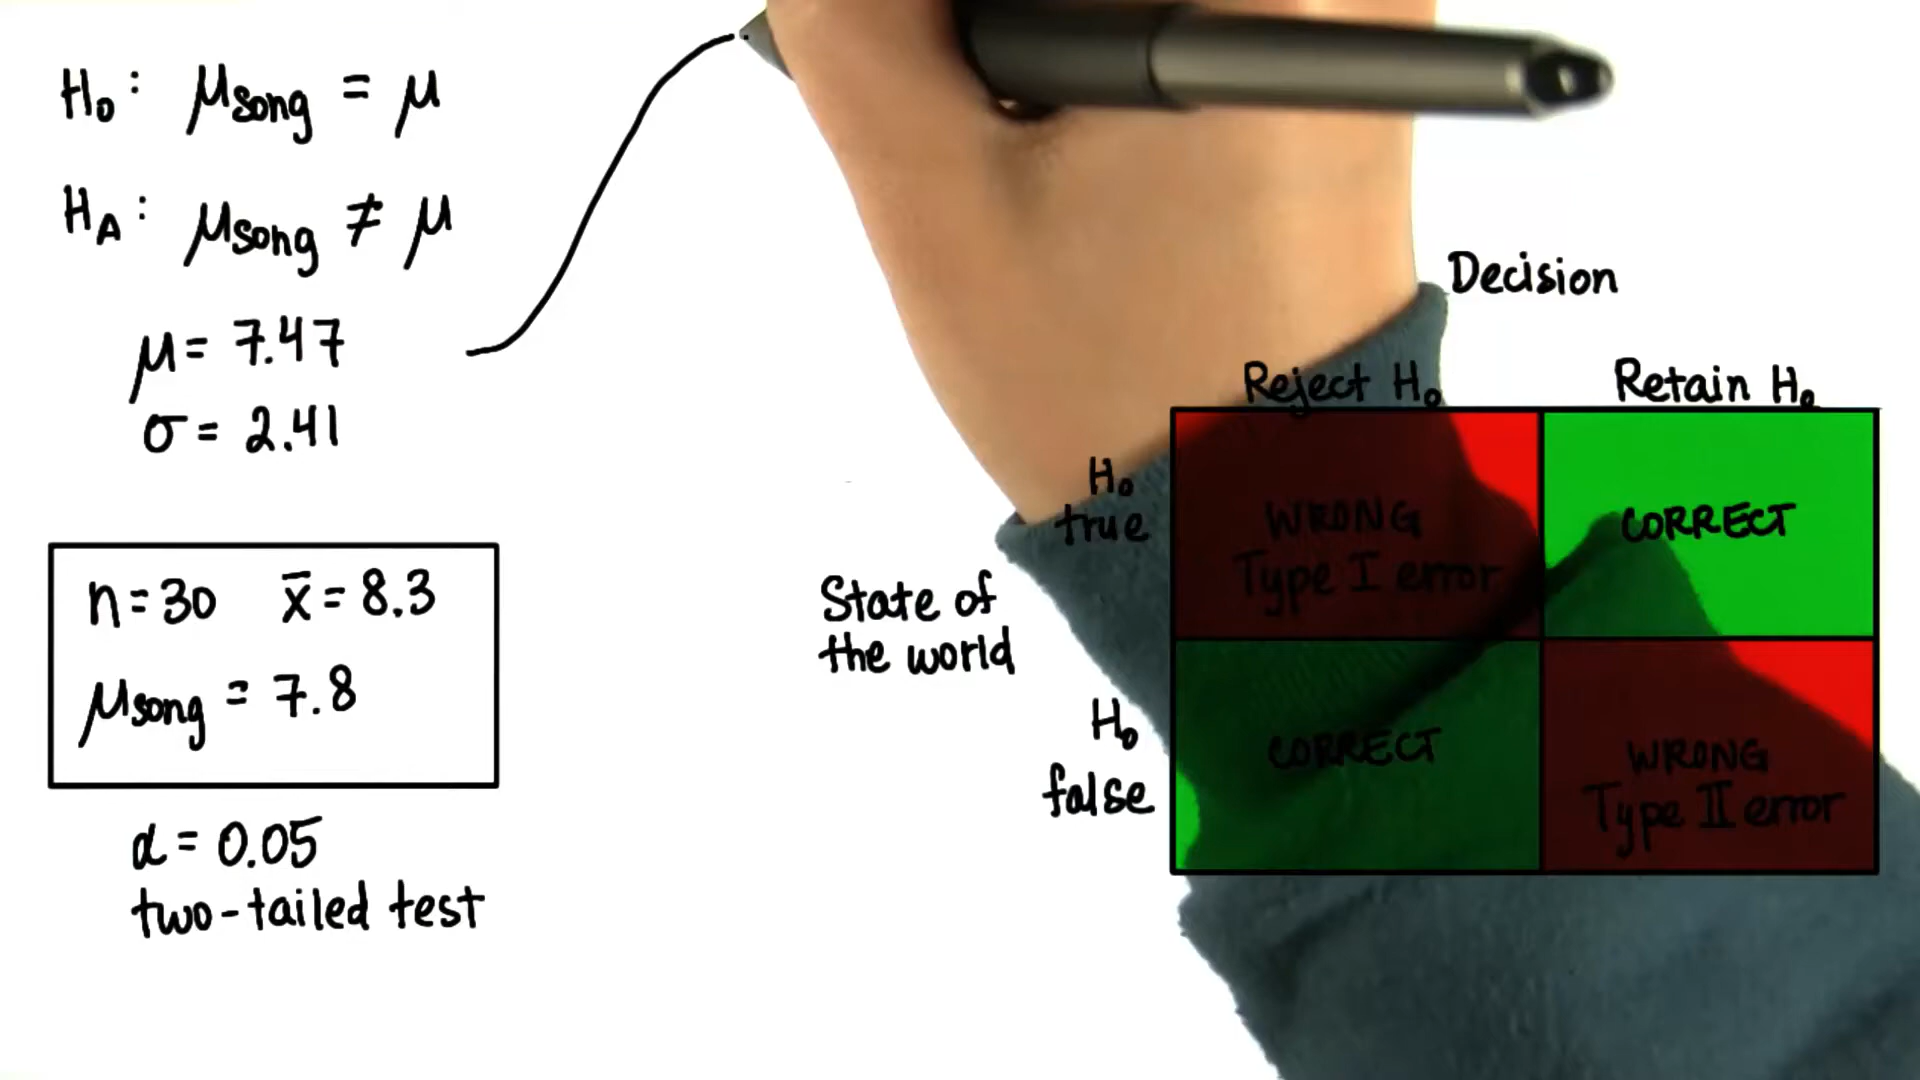 H₀: μsong = μ
H_A: μsong ≠ μ
μ = 7.47
σ = 2.41
n = 30 x̄ = 8.3
μsong = 7.8
α = 0.05
two-tailed test
Decision
Reject H₀ Retain H₀
H₀
true
WRONG
Type I error
CORRECT
State of
the world
H₀
false
CORRECT
WRONG
Type II error